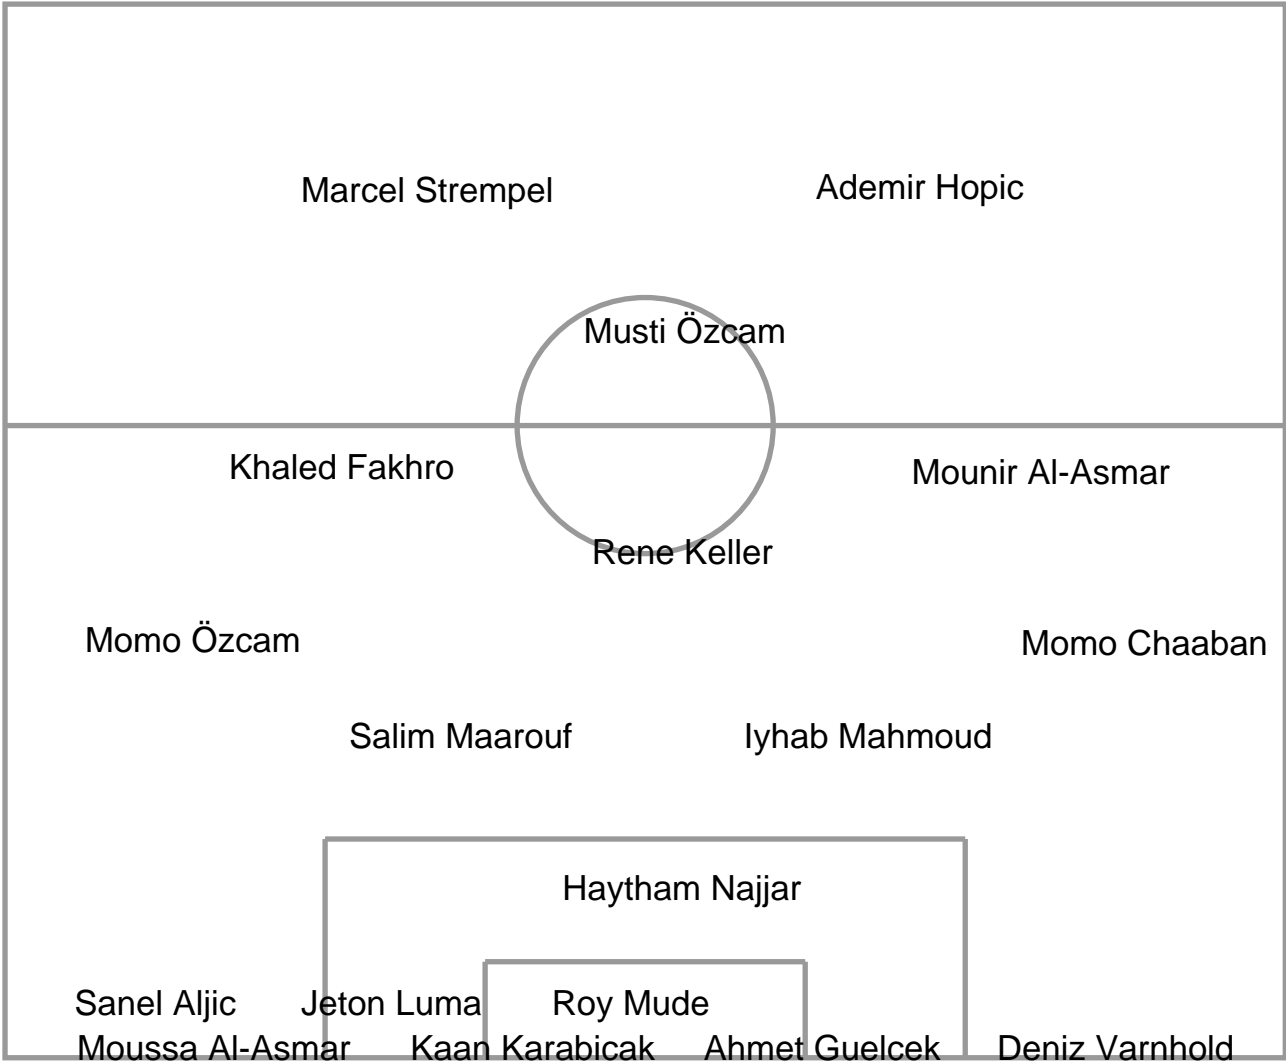 Marcel Strempel
Ademir Hopic
Musti Özcam
Khaled Fakhro
Mounir Al-Asmar
Rene Keller
Momo Özcam
Momo Chaaban
Salim Maarouf
Iyhab Mahmoud
Haytham Najjar
Sanel Aljic
Jeton Luma
Roy Mude
Moussa Al-Asmar
Kaan Karabicak
Ahmet Guelcek
Deniz Varnhold